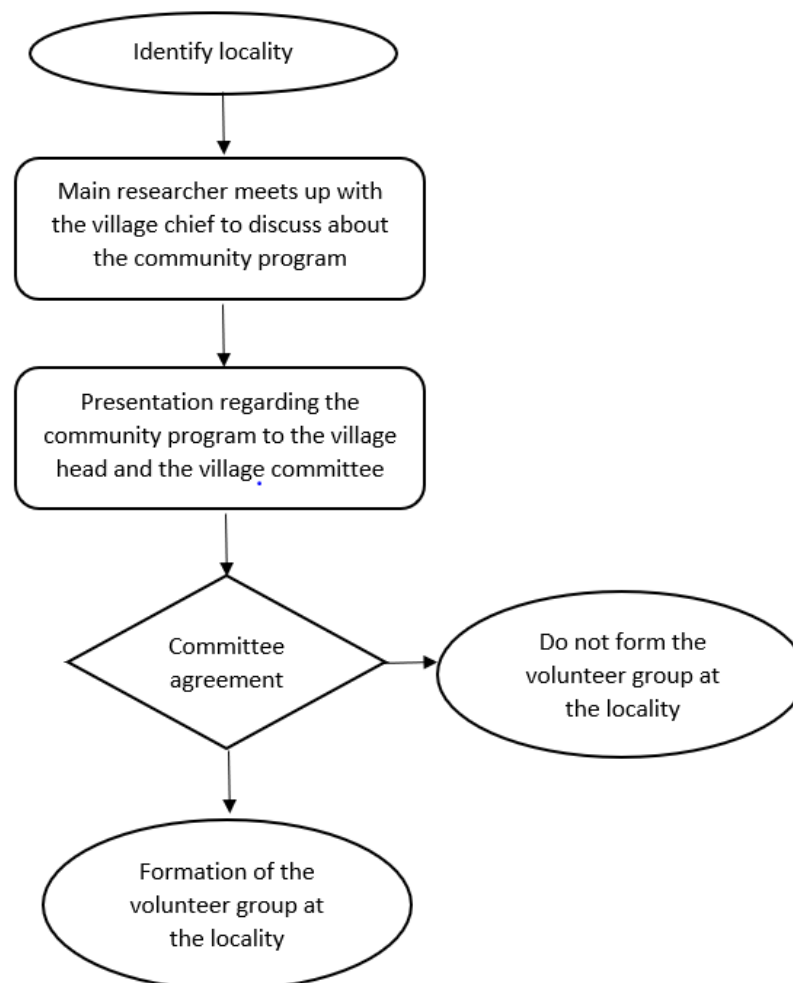 Identify locality
Main researcher meets up with
the village chief to discuss about
the community program
Presentation regarding the
community program to the village
head and the village committee
Committee
agreement
Do not form the
volunteer group at
the locality
Formation of the
volunteer group at
the locality